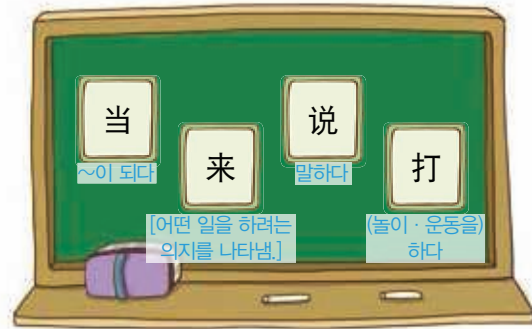 当
~이 되다
来
[어떤 일을 하려는
의지를 나타냄.]
说
말하다
打
(놀이·운동을)
하다